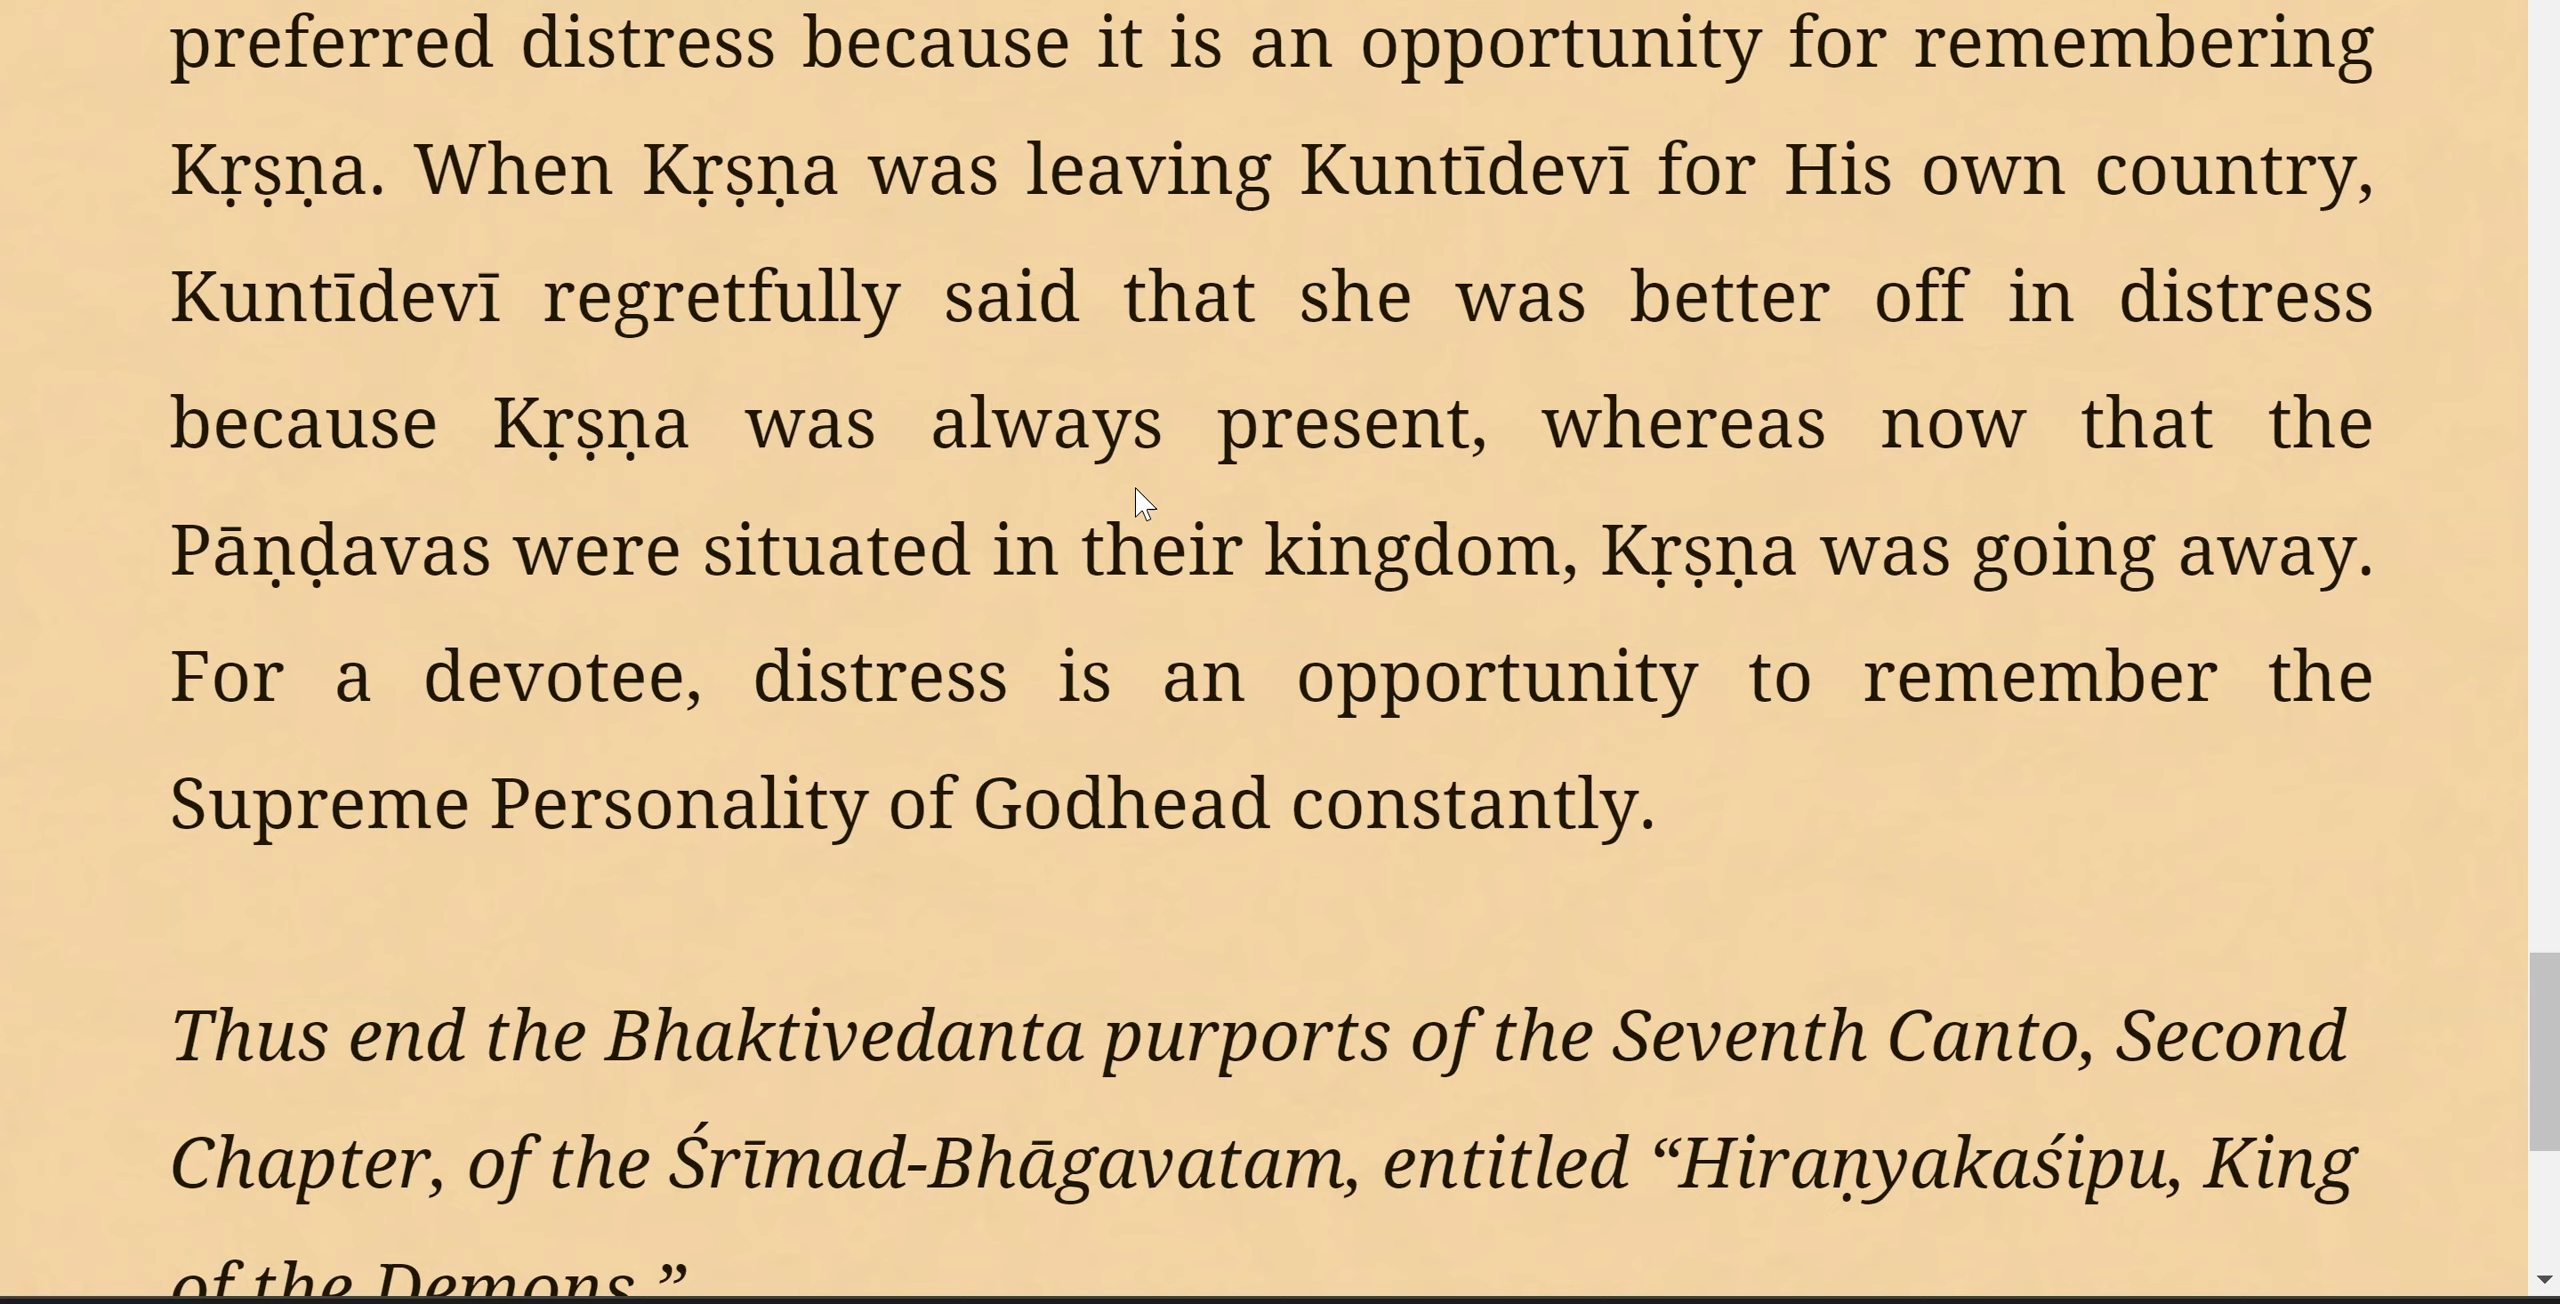 preferred distress because it is an opportunity for remembering
Kṛṣṇa. When Kṛṣṇa was leaving Kuntīdevī for His own country,
Kuntīdevī regretfully said that she was better off in distress
because Kṛṣṇa was always present, whereas now that the
Pāṇḍavas were situated in their kingdom, Kṛṣṇa was going away.
For a devotee, distress is an opportunity to remember the
Supreme Personality of Godhead constantly.
Thus end the Bhaktivedanta purports of the Seventh Canto, Second
Chapter, of the Śrīmad-Bhāgavatam, entitled “Hiraṇyakaśipu, King
of the Demons.”